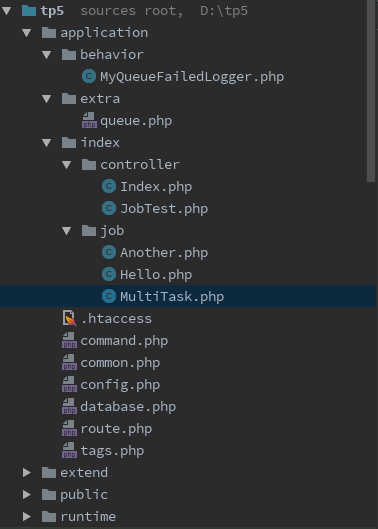 tp5 sources root, D:\tp5
application
behavior
MyQueueFailedLogger.php
extra
queue.php
index
controller
Index.php
JobTest.php
job
Another.php
Hello.php
MultiTask.php
.htaccess
command.php
common.php
config.php
database.php
route.php
tags.php
extend
public
runtime